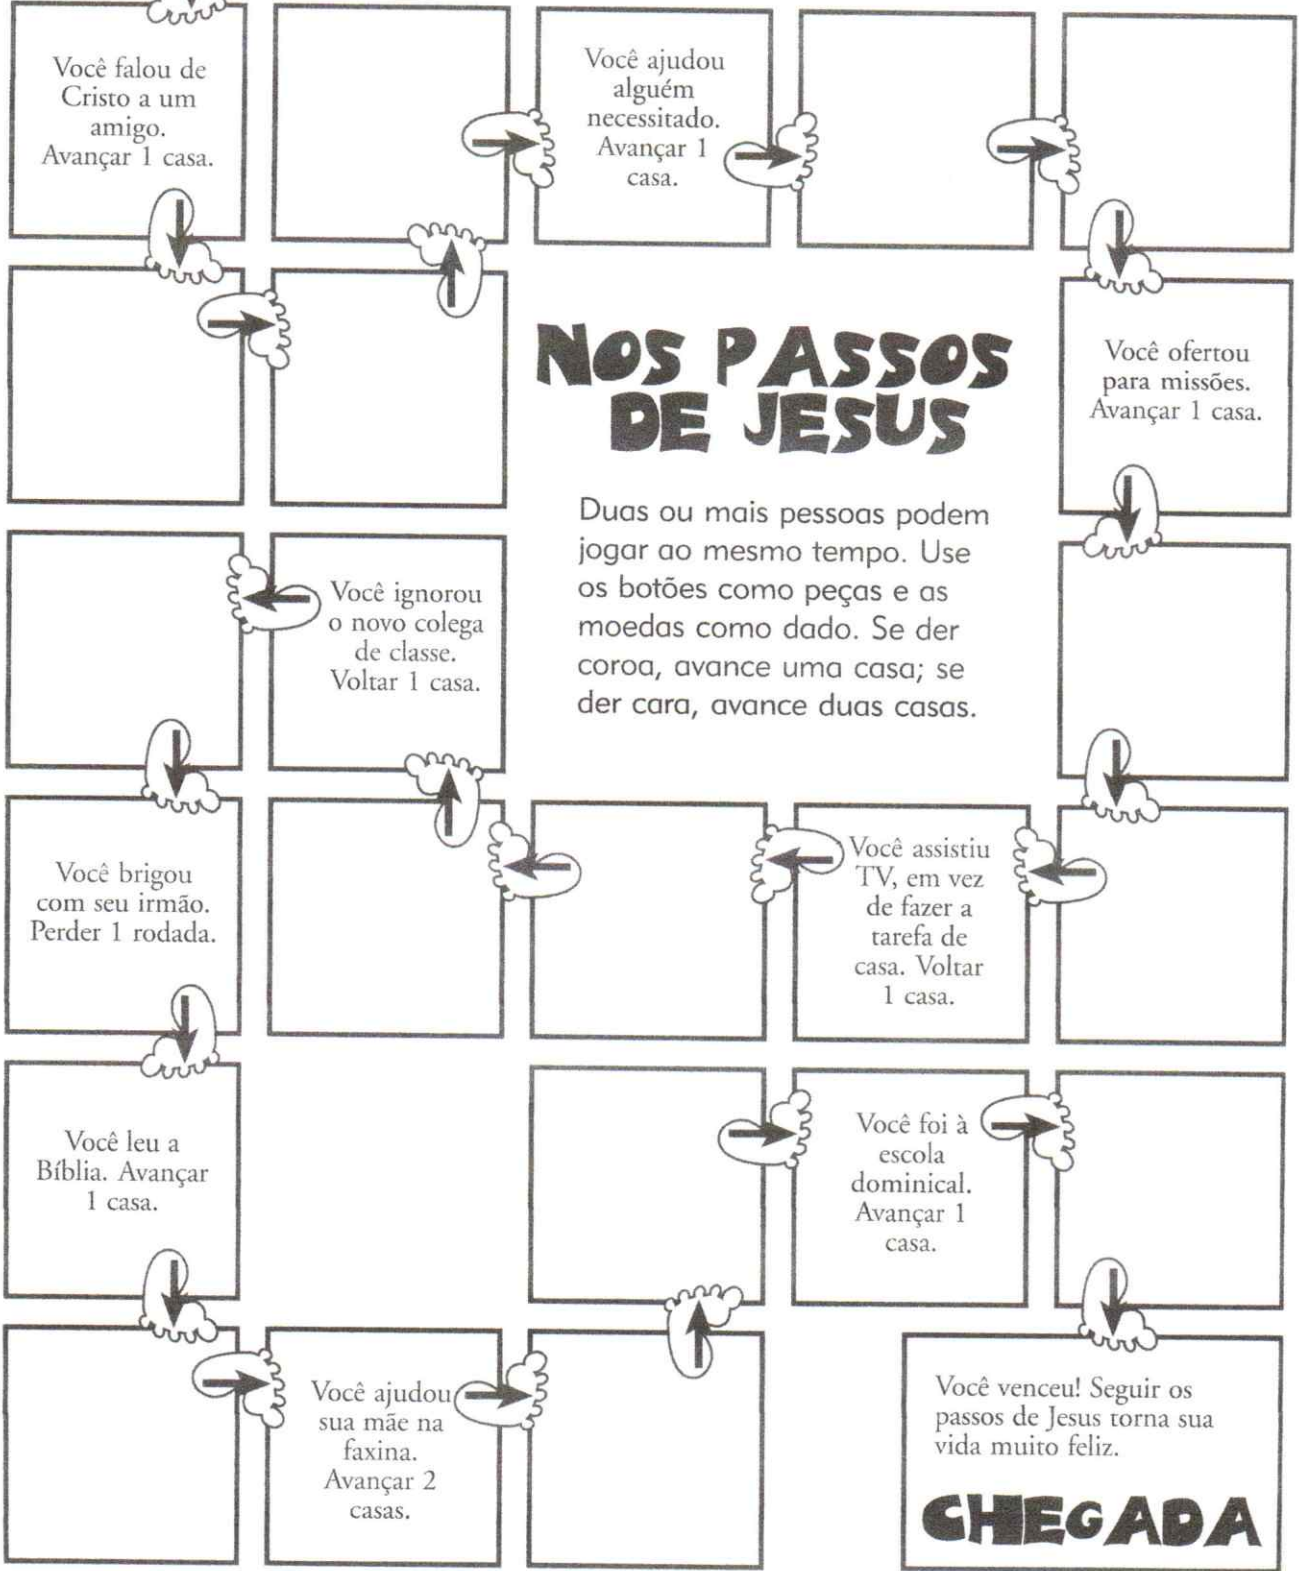 Você falou de
Cristo a um
amigo.
Avançar 1 casa.
Você ajudou
alguém
necessitado.
Avançar 1
casa.
NOS PASSOS
DE JESUS
Duas ou mais pessoas podem
jogar ao mesmo tempo. Use
os botões como peças e as
moedas como dado. Se der
coroa, avance uma casa; se
der cara, avance duas casas.
Você ofertou
para missões.
Avançar 1 casa.
Você ignorou
o novo colega
de classe.
Voltar 1 casa.
Você brigou
com seu irmão.
Perder 1 rodada.
Você assistiu
TV, em vez
de fazer a
tarefa de
casa. Voltar
1 casa.
Você leu a
Bíblia. Avançar
1 casa.
Você foi à
escola
dominical.
Avançar 1
casa.
Você ajudou
sua mãe na
faxina.
Avançar 2
casas.
Você venceu! Seguir os
passos de Jesus torna sua
vida muito feliz.
CHEGADA